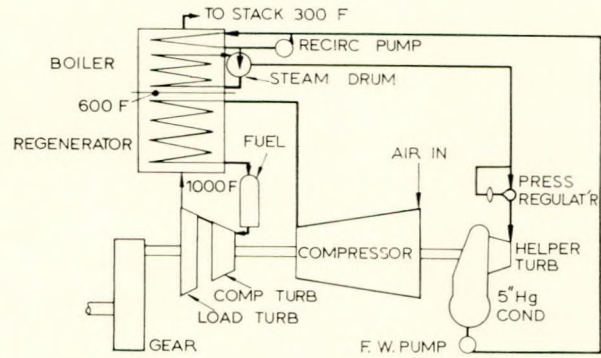 TO STACK 300 F
RECIRC PUMP
BOILER
STEAM DRUM
600 F
REGENERATOR
FUEL
AIR IN
1000 F
PRESS
REGULAT'R
COMPRESSOR
HELPER
TURB
COMP TURB
5"Hg
COND
LOAD TURB
GEAR
F. W. PUMP